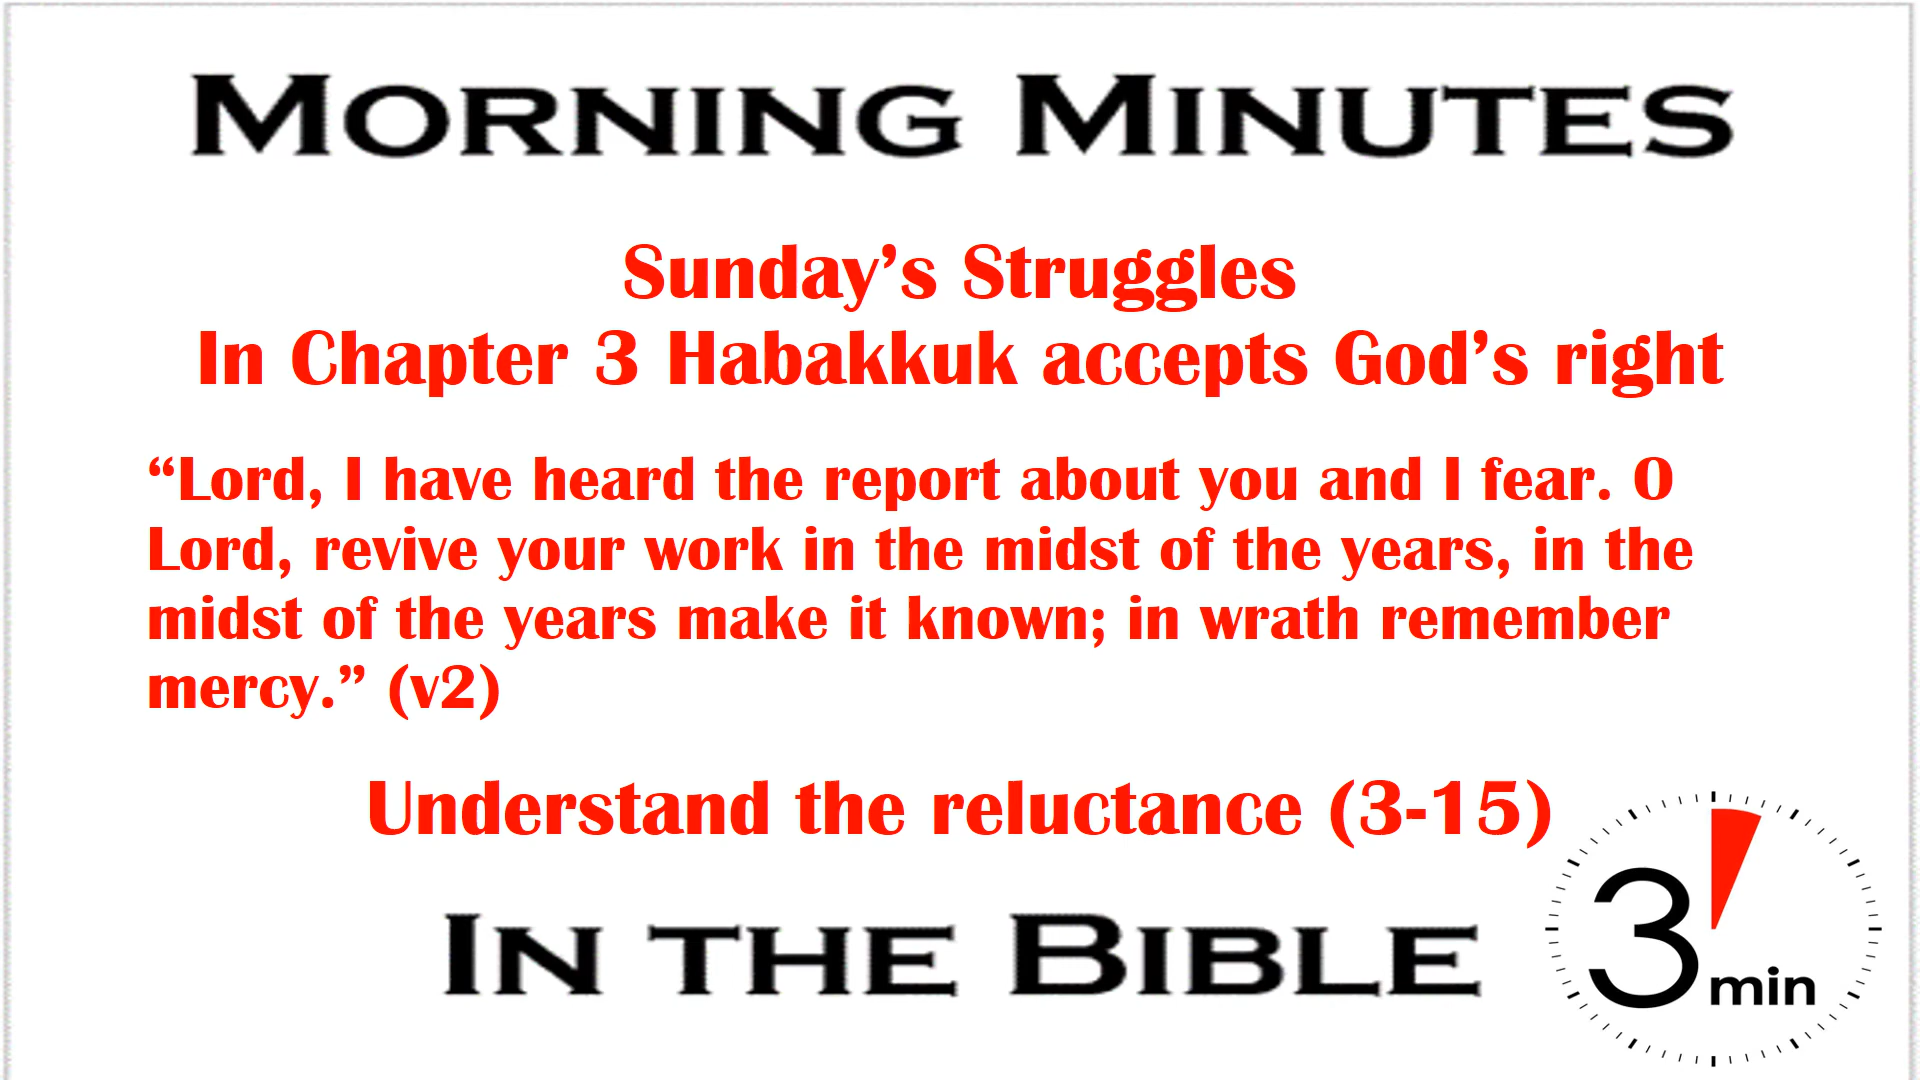 MORNING MINUTES
Sunday’s Struggles
In Chapter 3 Habakkuk accepts God’s right
“Lord, I have heard the report about you and I fear. O
Lord, revive your work in the midst of the years, in the
midst of the years make it known; in wrath remember
mercy.” (v2)
Understand the reluctance (3-15)
IN THE BIBLE
3 min